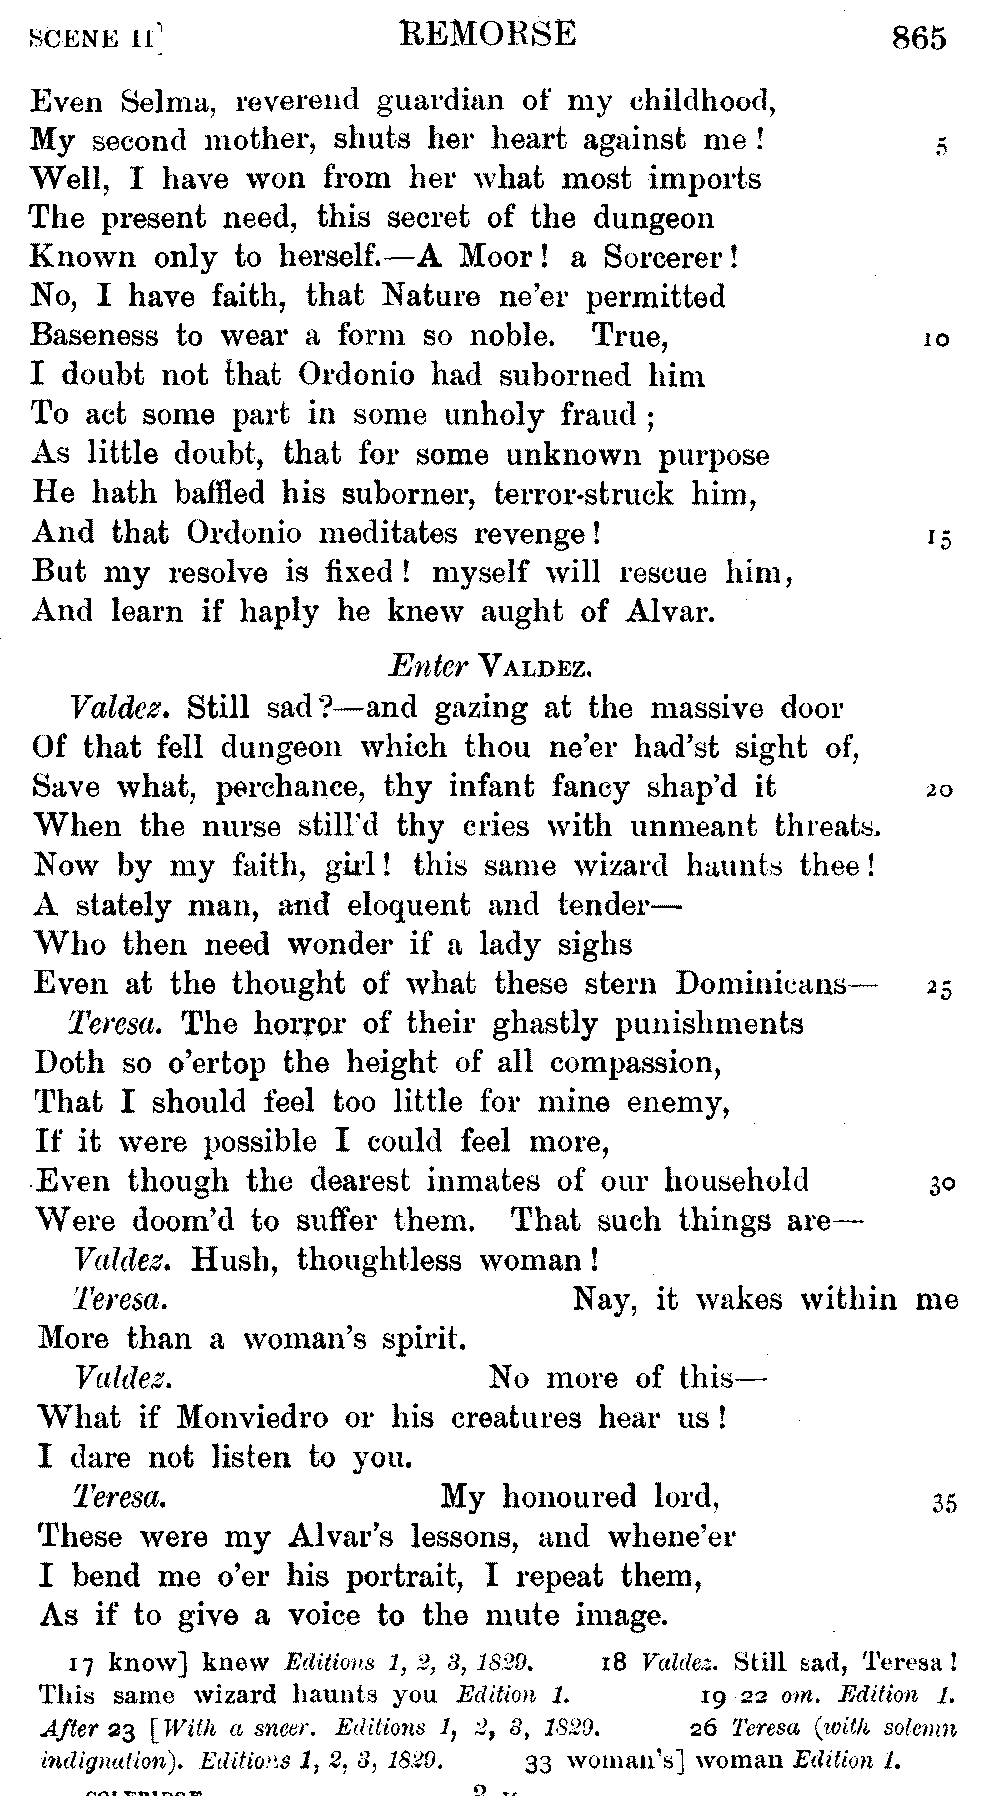 SCENE II] REMORSE 865
Even Selma, reverend guardian of my childhood,
My second mother, shuts her heart against me! 5
Well, I have won from her what most imports
The present need, this secret of the dungeon
Known only to herself.—A Moor! a Sorcerer!
No, I have faith, that Nature ne'er permitted
Baseness to wear a form so noble. True, 10
I doubt not that Ordonio had suborned him
To act some part in some unholy fraud;
As little doubt, that for some unknown purpose
He hath baffled his suborner, terror-struck him,
And that Ordonio meditates revenge! 15
But my resolve is fixed! myself will rescue him,
And learn if haply he knew aught of Alvar.
Enter VALDEZ.
Valdez. Still sad?—and gazing at the massive door
Of that fell dungeon which thou ne'er had'st sight of,
Save what, perchance, thy infant fancy shap'd it 20
When the nurse still'd thy cries with unmeant threats.
Now by my faith, girl! this same wizard haunts thee!
A stately man, and eloquent and tender—
Who then need wonder if a lady sighs
Even at the thought of what these stern Dominicans— 25
Teresa. The horror of their ghastly punishments
Doth so o'ertop the height of all compassion,
That I should feel too little for mine enemy,
If it were possible I could feel more,
Even though the dearest inmates of our household 30
Were doom'd to suffer them. That such things are—
Valdez. Hush, thoughtless woman!
Teresa. Nay, it wakes within me
More than a woman's spirit.
Valdez. No more of this—
What if Monviedro or his creatures hear us!
I dare not listen to you.
Teresa. My honoured lord, 35
These were my Alvar's lessons, and whene'er
I bend me o'er his portrait, I repeat them,
As if to give a voice to the mute image.
17 know] knew Editions 1, 2, 3, 1829. 18 Valdez. Still sad, Teresa!
This same wizard haunts you Edition 1. 19 22 om. Edition 1.
After 23 [With a sneer. Editions 1, 2, 3, 1829. 26 Teresa (with solemn
indignation). Editions 1, 2, 3, 1829. 33 woman's] woman Edition 1.
COLERIDGE